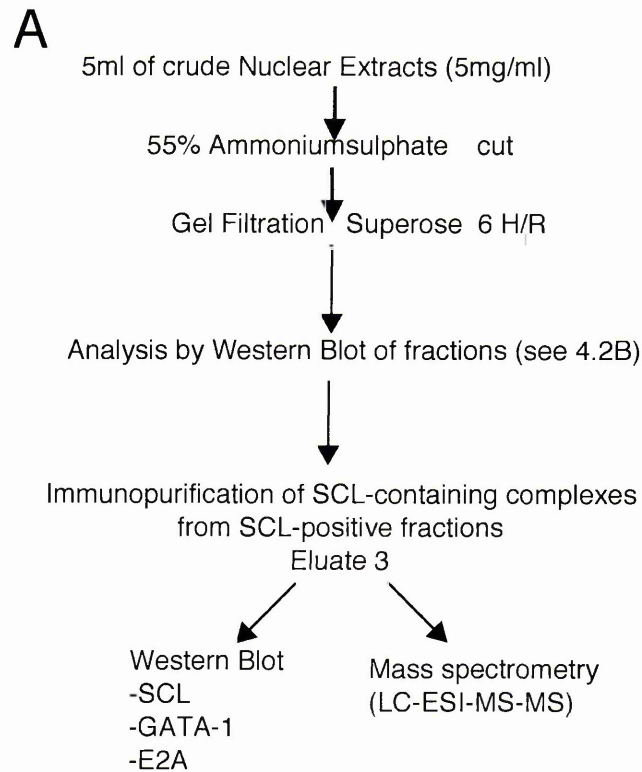 A
5ml of crude Nuclear Extracts (5mg/ml)
55% Ammoniumsulphate cut
Gel Filtration Superose 6 H/R
Analysis by Western Blot of fractions (see 4.2B)
Immunopurification of SCL-containing complexes
from SCL-positive fractions
Eluate 3
Western Blot
-SCL
-GATA-1
-E2A
Mass spectrometry
(LC-ESI-MS-MS)